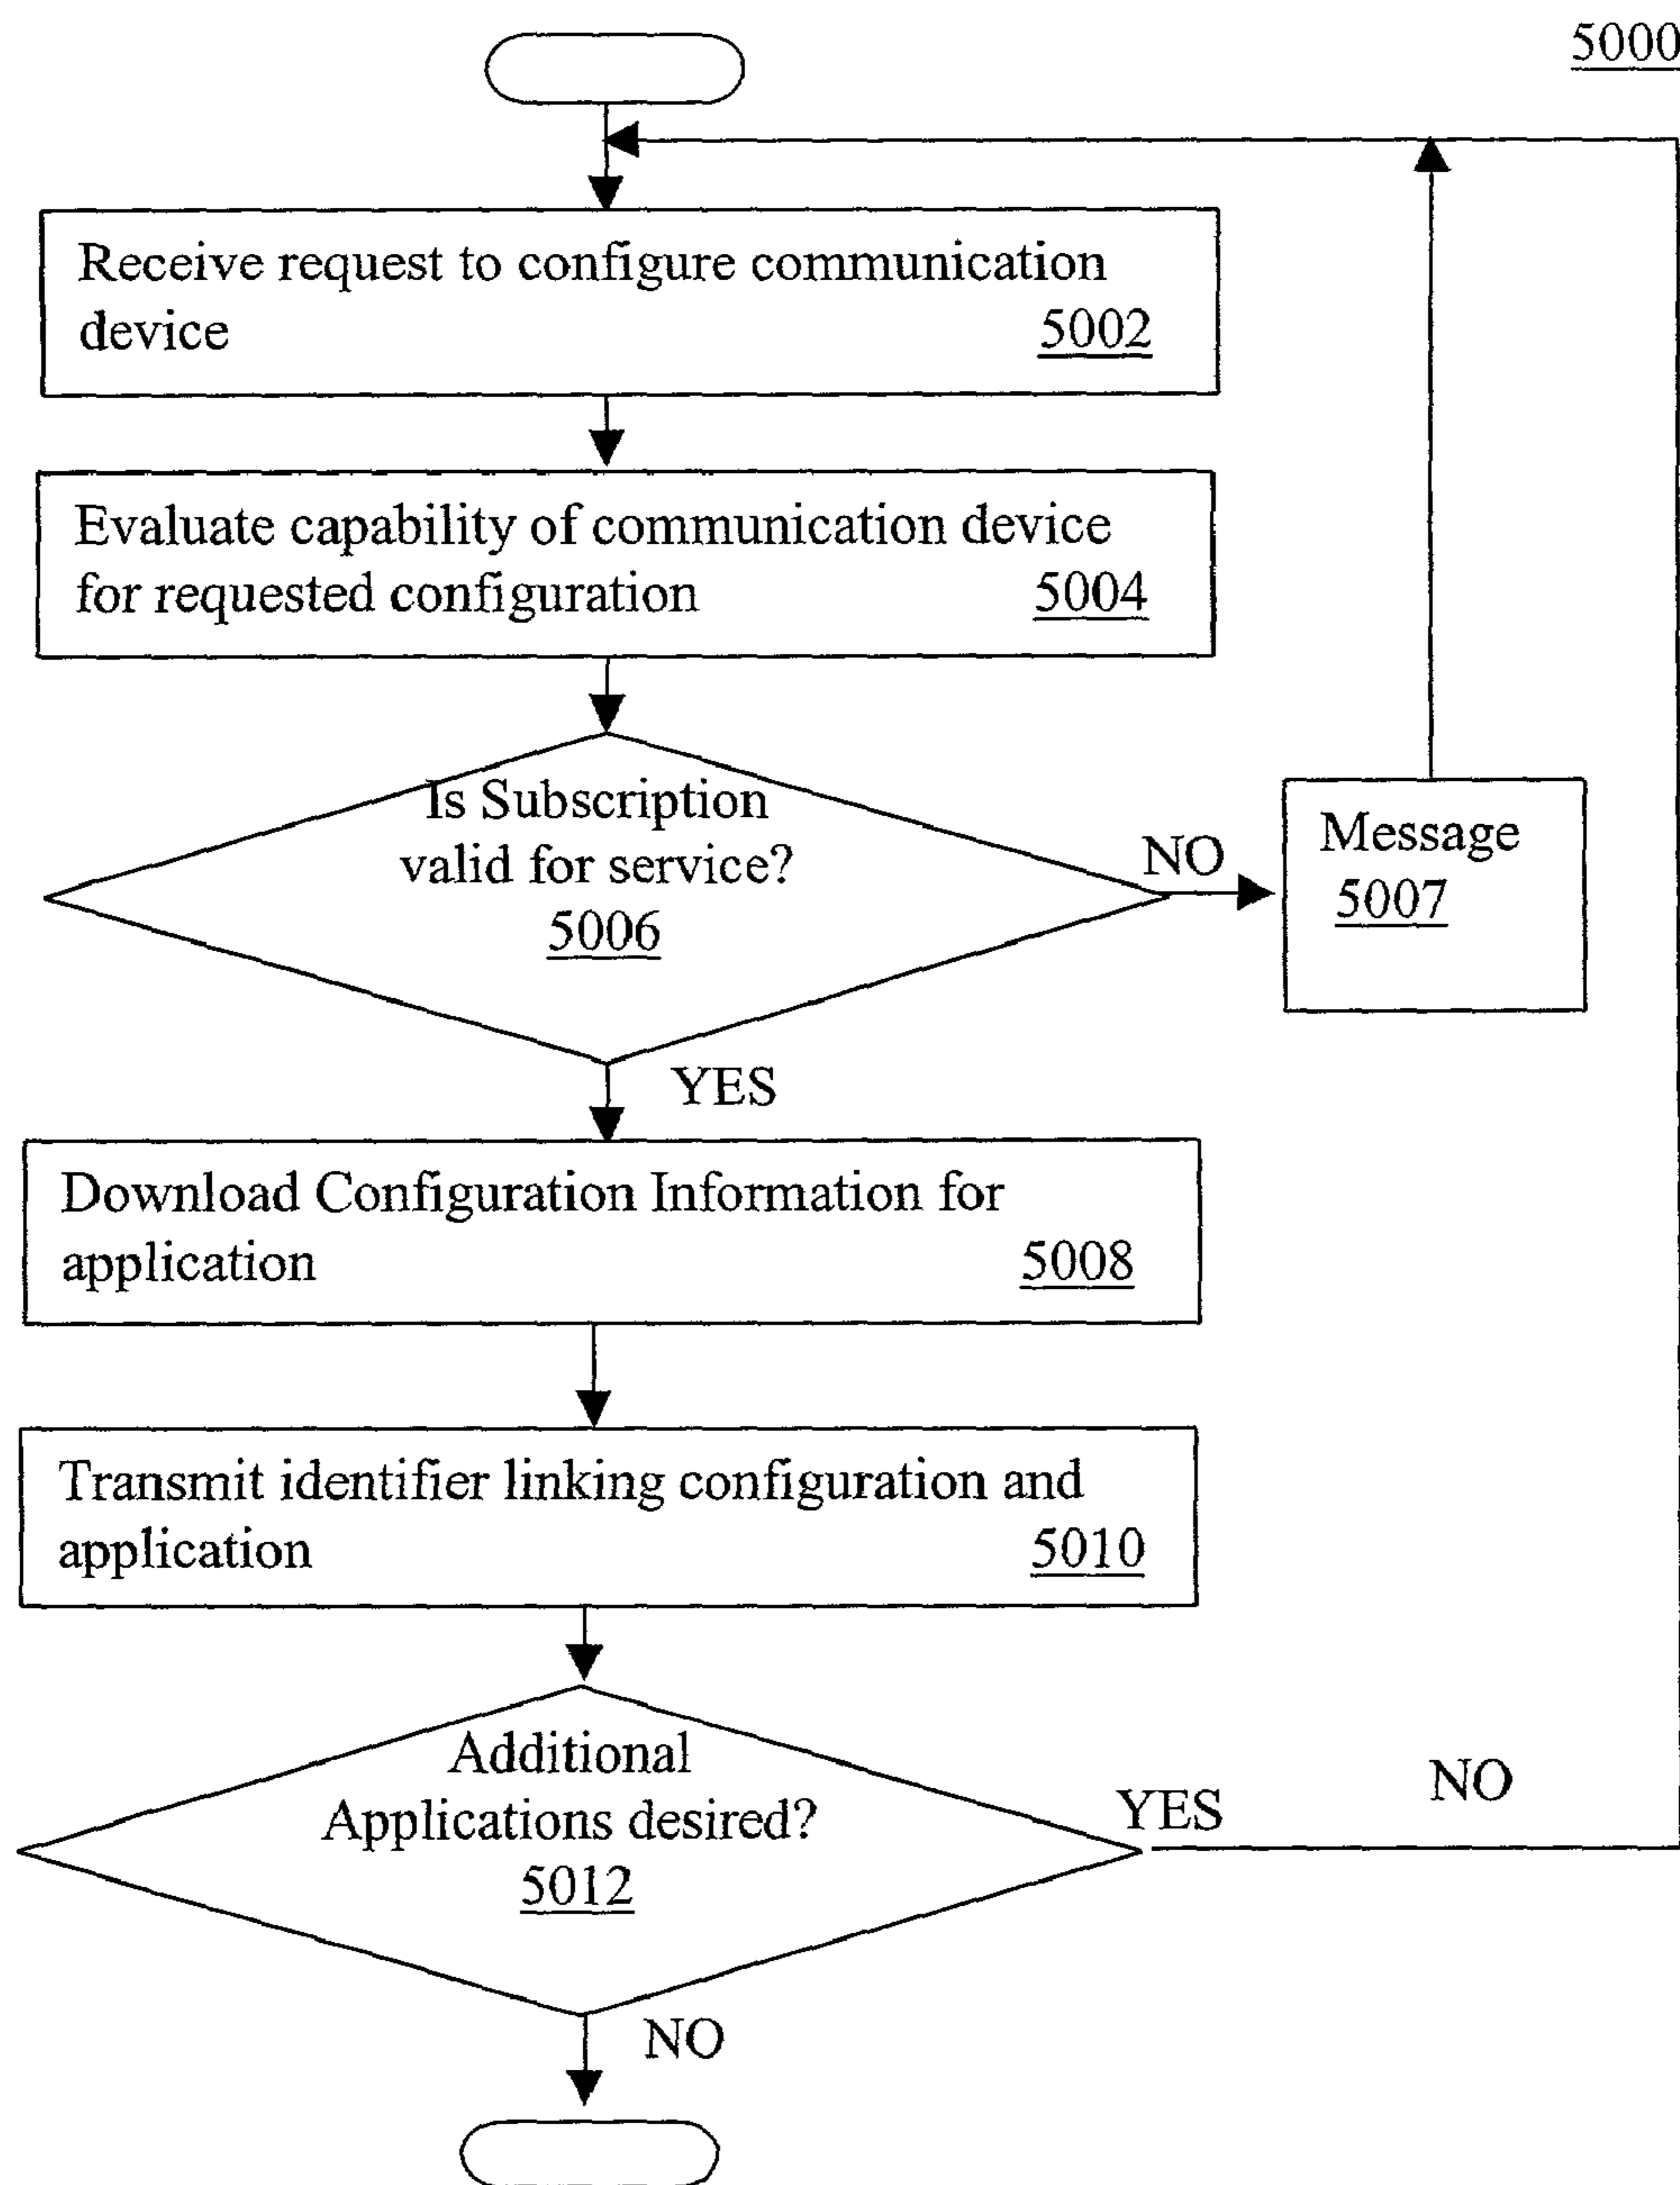 5000
Receive request to configure communication
device 5002
Evaluate capability of communication device
for requested configuration 5004
Is Subscription
valid for service?
5006
NO
Message
5007
YES
Download Configuration Information for
application 5008
Transmit identifier linking configuration and
application 5010
Additional
Applications desired?
5012
YES
NO
NO